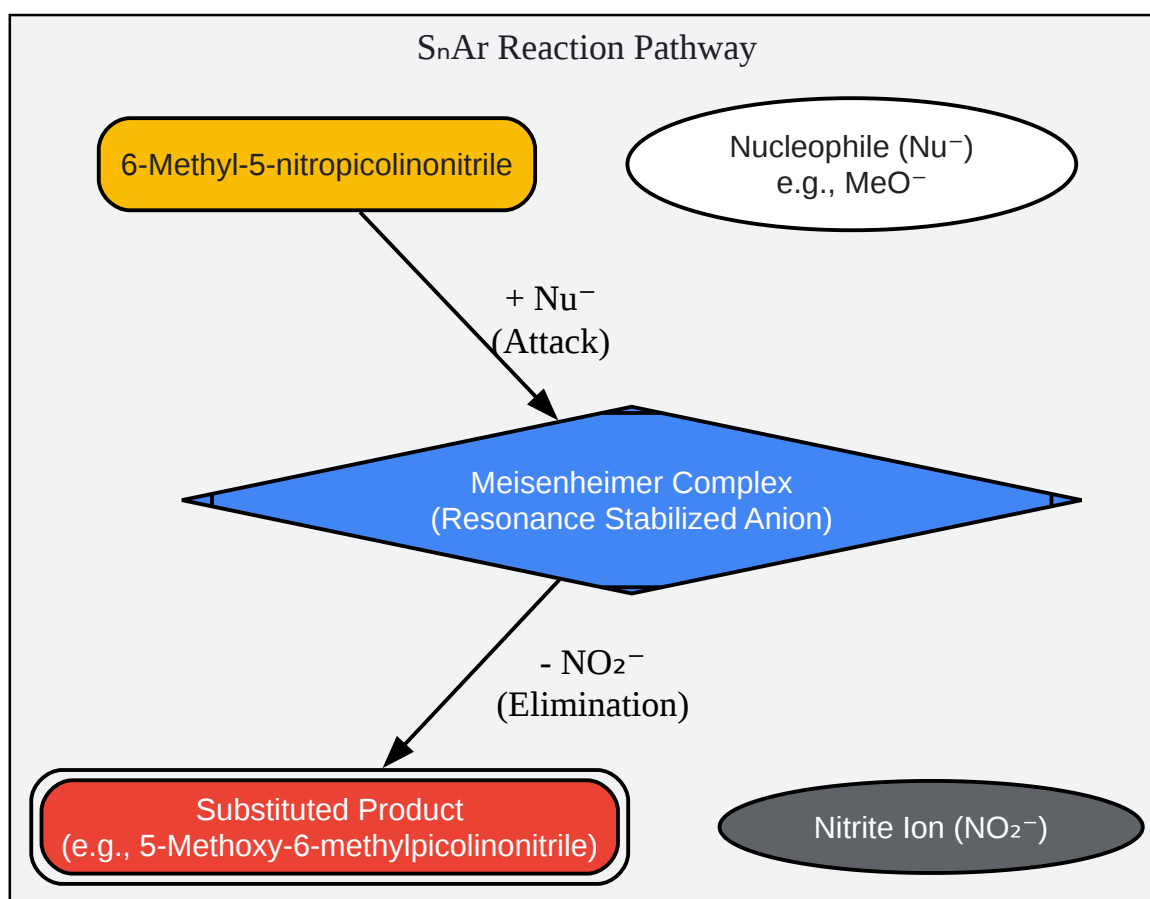 SₙAr Reaction Pathway
6-Methyl-5-nitropicolinonitrile
Nucleophile (Nu⁻)
e.g., MeO⁻
+ Nu⁻
(Attack)
Meisenheimer Complex
(Resonance Stabilized Anion)
- NO₂⁻
(Elimination)
Substituted Product
(e.g., 5-Methoxy-6-methylpicolinonitrile)
Nitrite Ion (NO₂⁻)